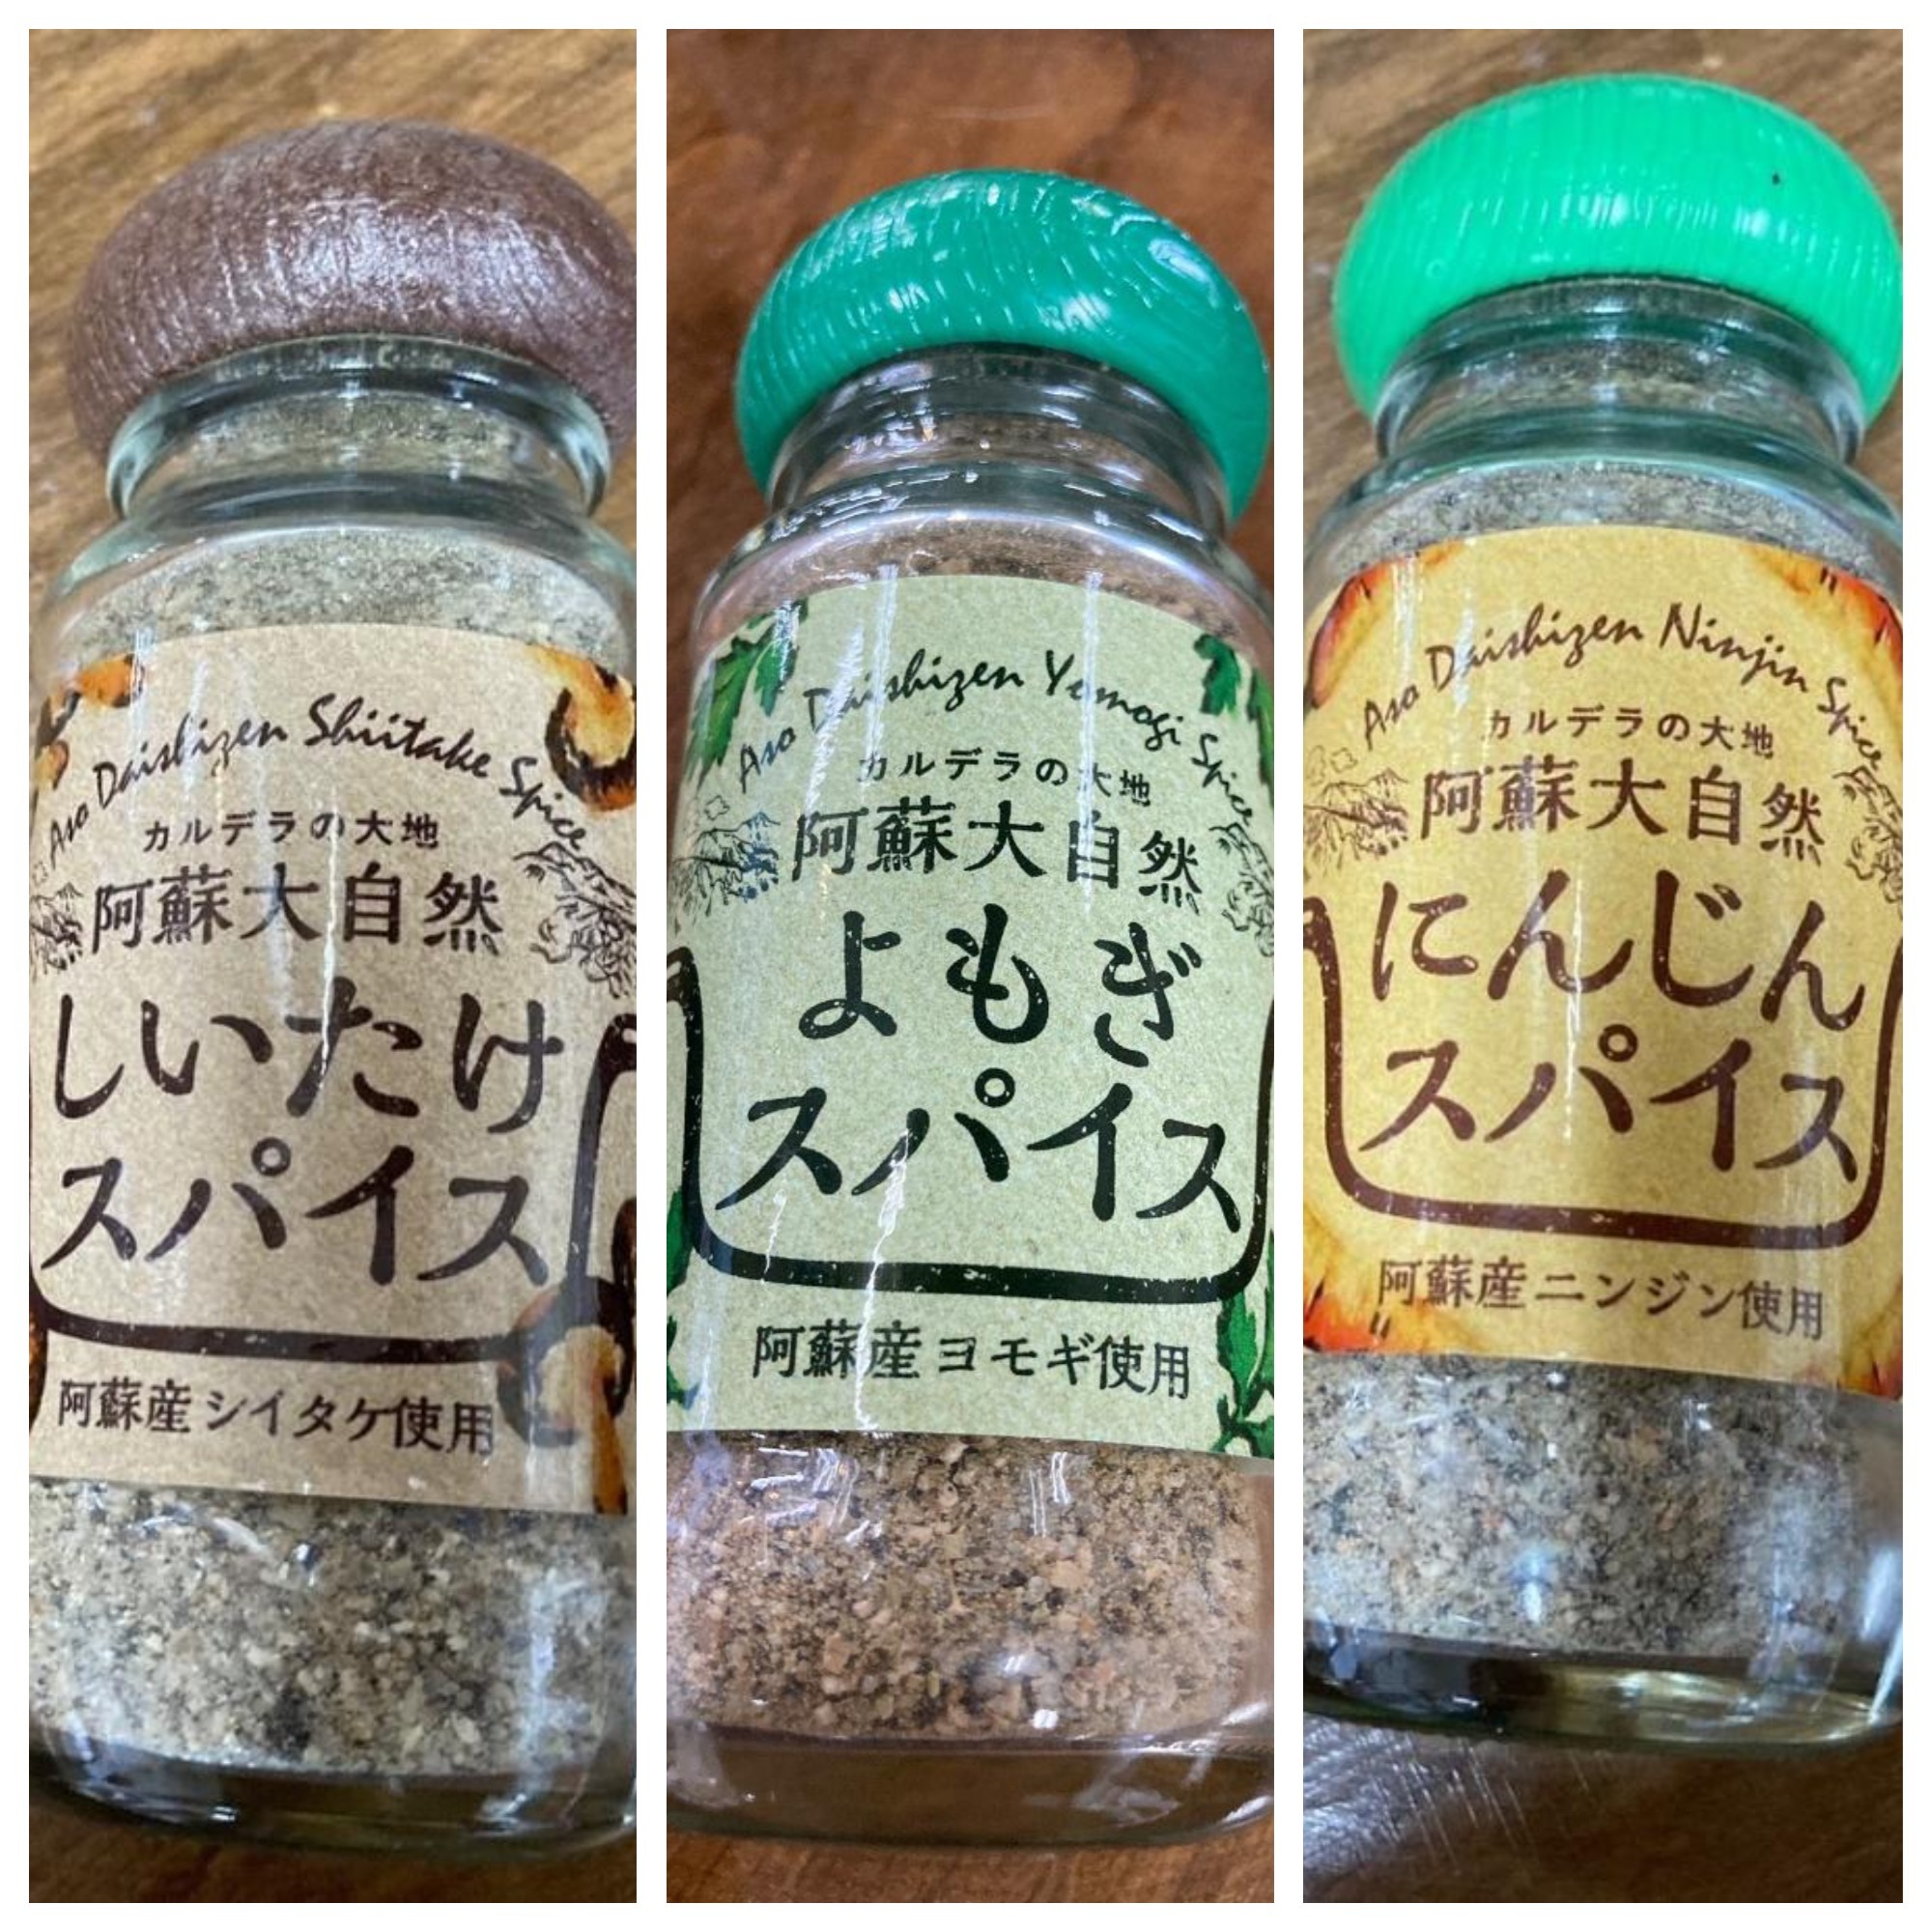 Aso Daishizen Shiitake Spice
カルデラの大地
阿蘇大自然
しいたけ
スパイス
阿蘇産シイタケ使用
Aso Daishizen Yomogi Spice
カルデラの大地
阿蘇大自然
よもぎ
スパイス
阿蘇産ヨモギ使用
Aso Daishizen Ninjin Spice
カルデラの大地
阿蘇大自然
にんじん
スパイス
阿蘇産ニンジン使用